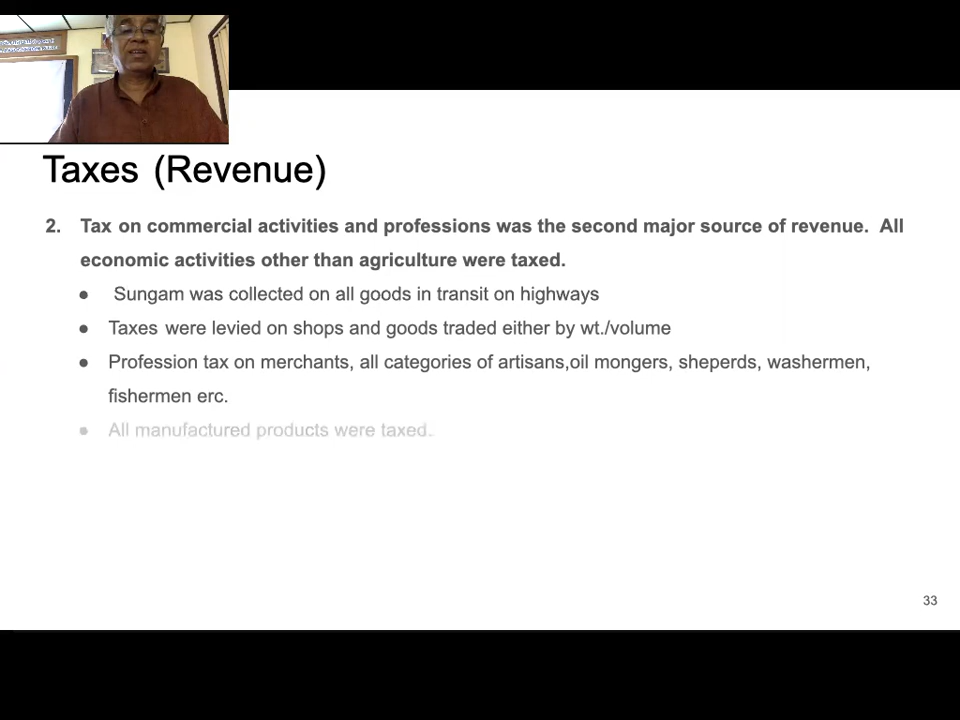 Taxes (Revenue)
2. Tax on commercial activities and professions was the second major source of revenue. All
economic activities other than agriculture were taxed.
● Sungam was collected on all goods in transit on highways
● Taxes were levied on shops and goods traded either by wt./volume
● Profession tax on merchants, all categories of artisans,oil mongers, sheperds, washermen,
fishermen erc.
● All manufactured products were taxed.
33